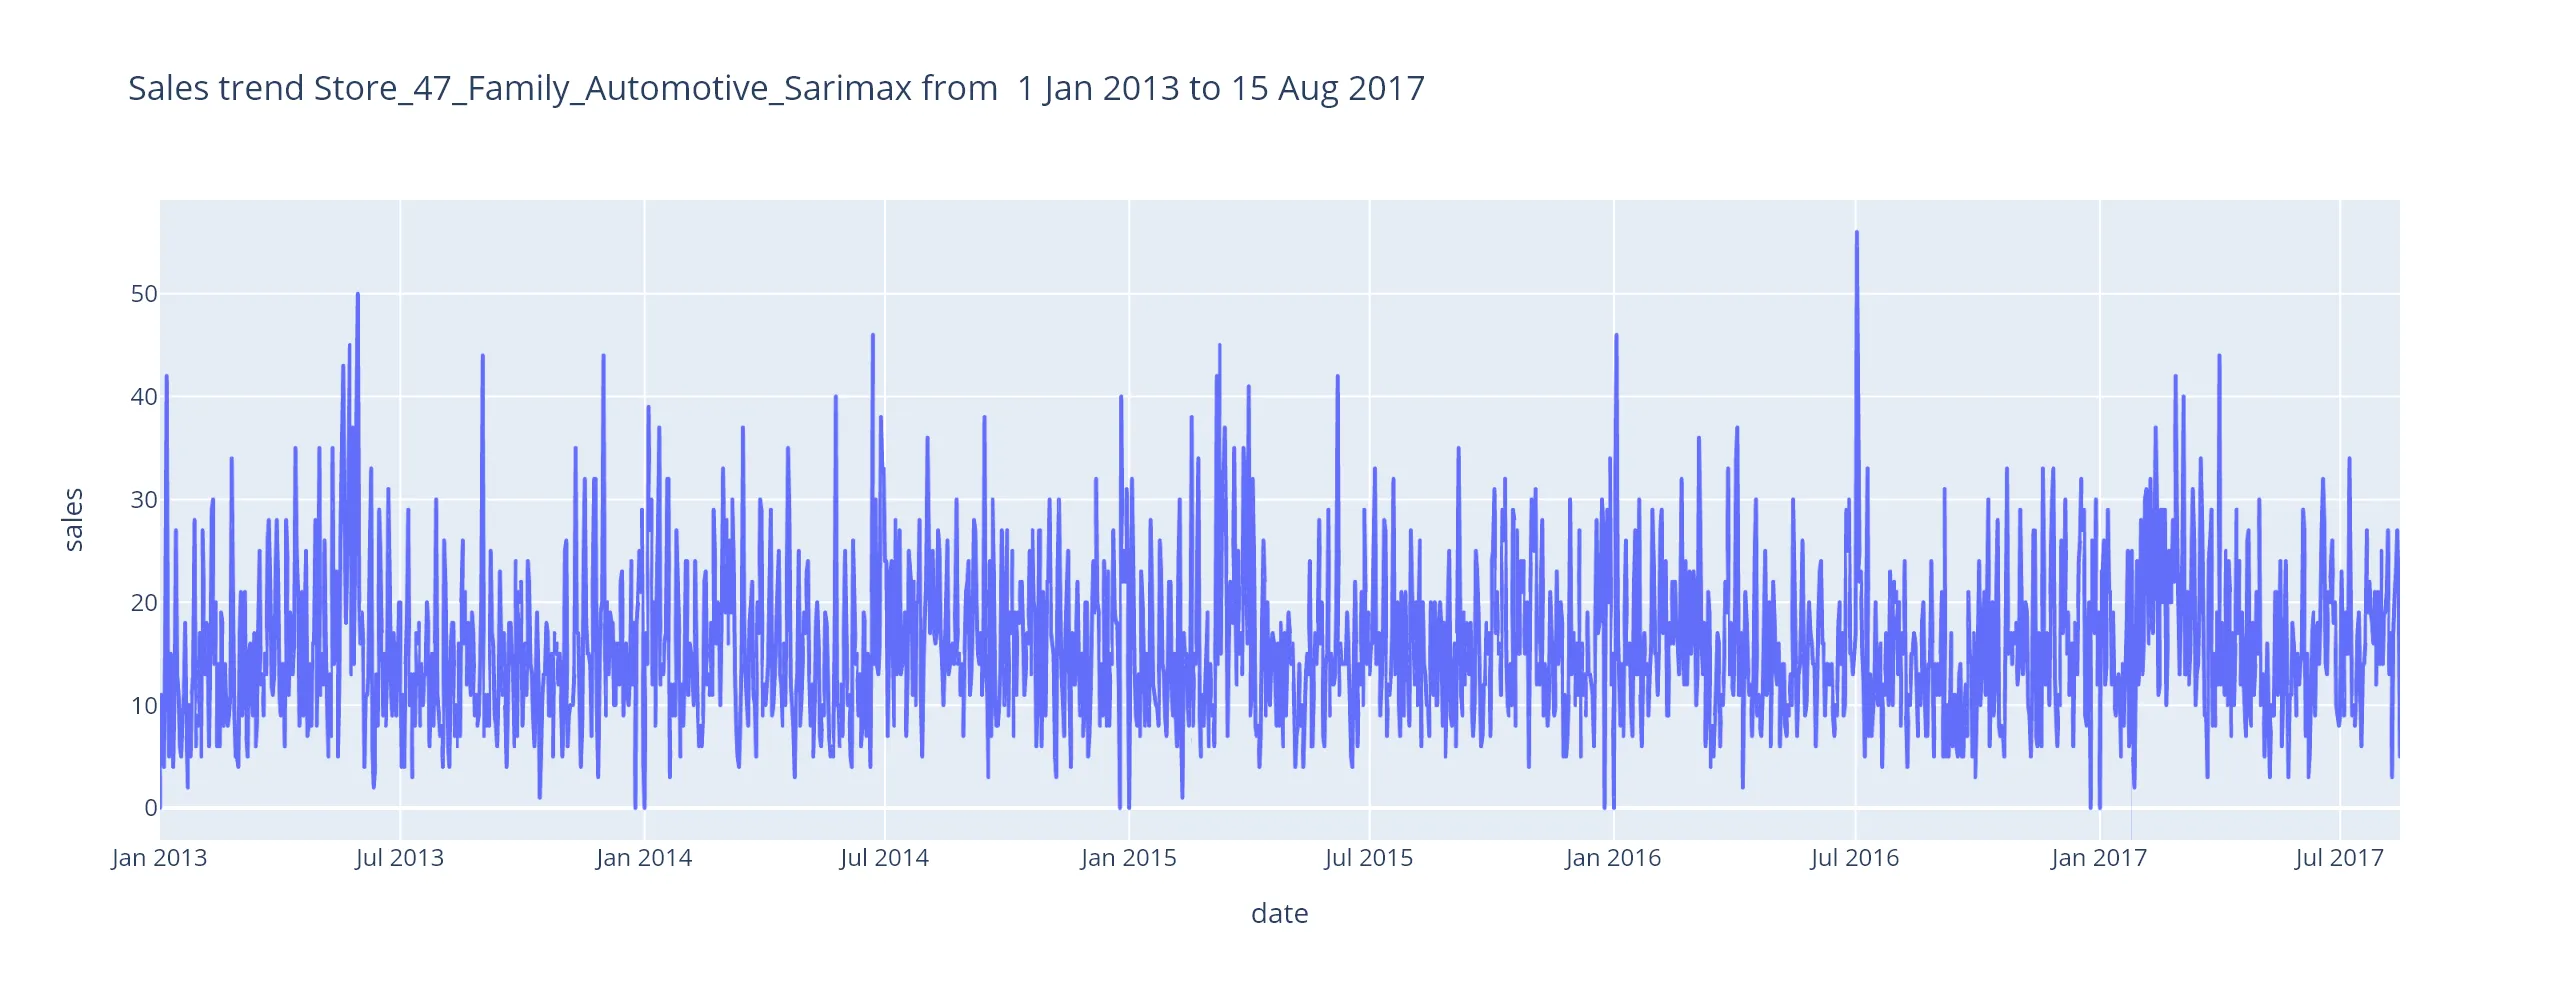 Sales trend Store_47_Family_Automotive_Sarimax from  1 Jan 2013 to 15 Aug 2017
50
40
30
20
10
0
sales
Jan 2013 Jul 2013 Jan 2014 Jul 2014 Jan 2015 Jul 2015 Jan 2016 Jul 2016 Jan 2017 Jul 2017
date